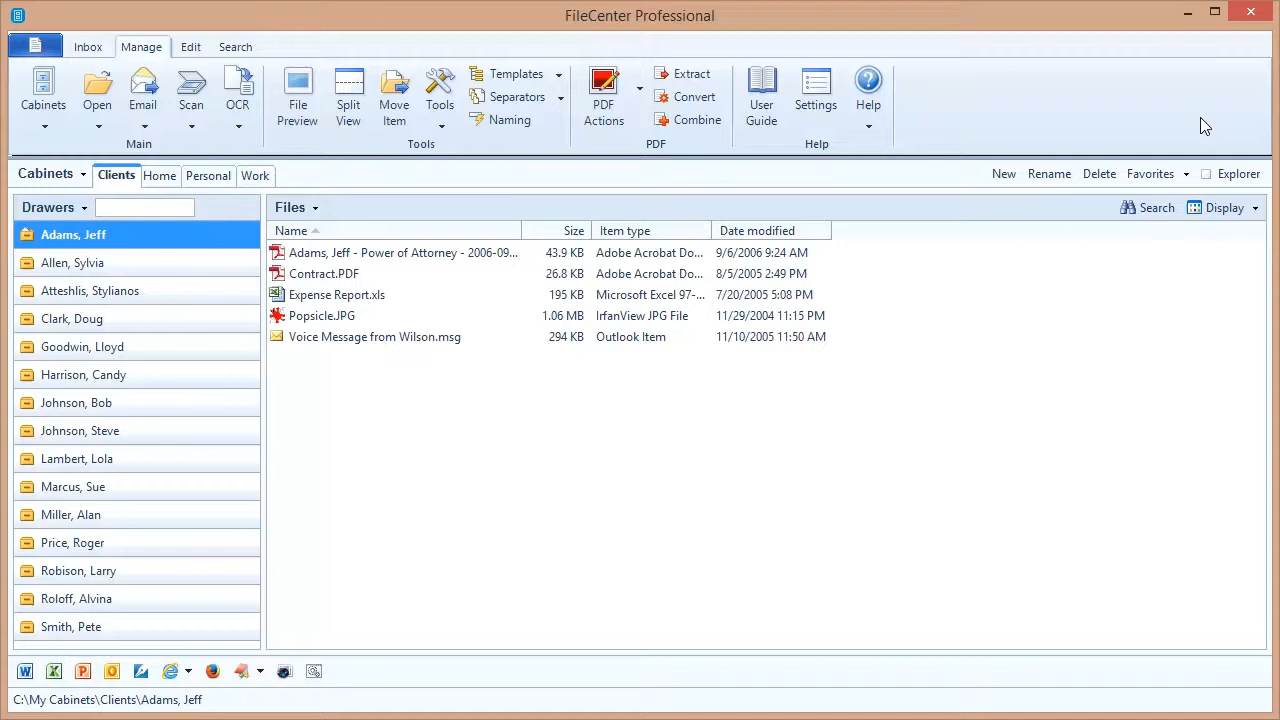 FileCenter Professional
Inbox Manage Edit Search
Cabinets Open Email Scan OCR
File Preview Split View Move Item Tools
Templates
Separators
Naming
PDF Actions
Extract
Convert
Combine
User Guide Settings Help
Main Tools PDF Help
Cabinets Clients Home Personal Work New Rename Delete Favorites Explorer
Drawers Files Search Display
Name Size Item type Date modified
Adams, Jeff
Allen, Sylvia
Atteshlis, Stylianos
Clark, Doug
Goodwin, Lloyd
Harrison, Candy
Johnson, Bob
Johnson, Steve
Lambert, Lola
Marcus, Sue
Miller, Alan
Price, Roger
Robison, Larry
Roloff, Alvina
Smith, Pete
Adams, Jeff - Power of Attorney - 2006-09... 43.9 KB Adobe Acrobat Do... 9/6/2006 9:24 AM
Contract.PDF 26.8 KB Adobe Acrobat Do... 8/5/2005 2:49 PM
Expense Report.xls 195 KB Microsoft Excel 97-... 7/20/2005 5:08 PM
Popsicle.JPG 1.06 MB IrfanView JPG File 11/29/2004 11:15 PM
Voice Message from Wilson.msg 294 KB Outlook Item 11/10/2005 11:50 AM
C:\My Cabinets\Clients\Adams, Jeff